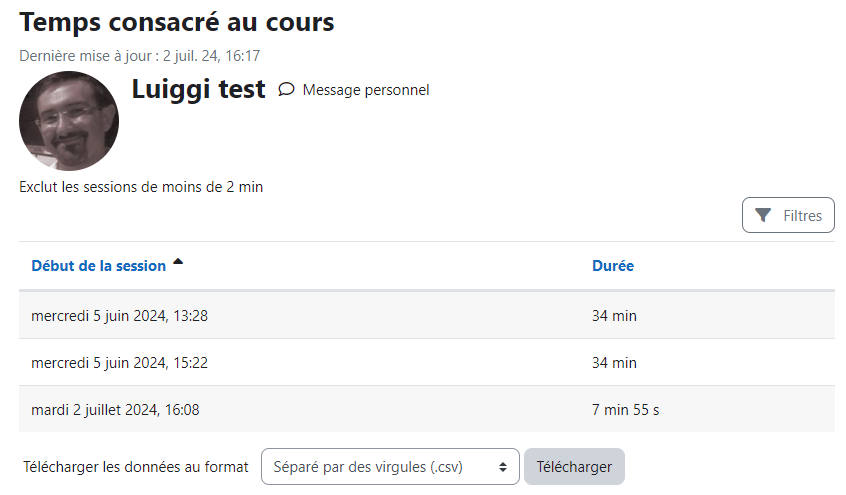 Temps consacré au cours
Dernière mise à jour : 2 juil. 24, 16:17
Luiggi test Message personnel
Exclut les sessions de moins de 2 min
Filtres
Début de la session Durée
mercredi 5 juin 2024, 13:28 34 min
mercredi 5 juin 2024, 15:22 34 min
mardi 2 juillet 2024, 16:08 7 min 55 s
Télécharger les données au format Séparé par des virgules (.csv) Télécharger